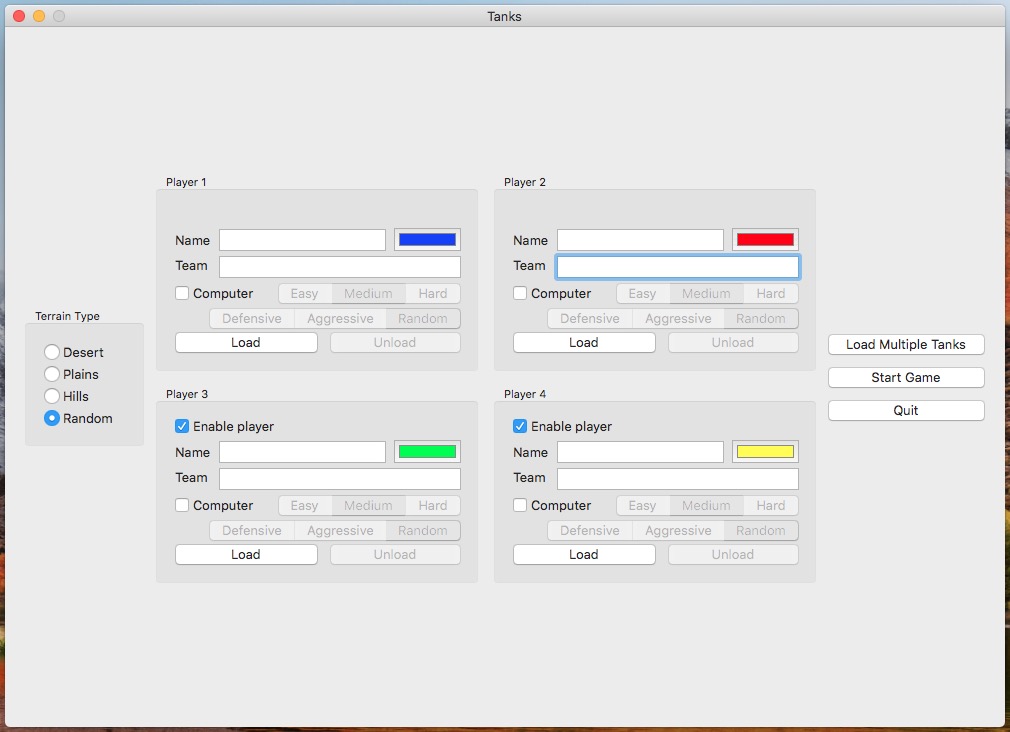 Tanks
Player 1
Name
Team
Computer Easy Medium Hard
Defensive Aggressive Random
Load Unload
Player 2
Name
Team
Computer Easy Medium Hard
Defensive Aggressive Random
Load Unload
Terrain Type
Desert
Plains
Hills
Random
Player 3
Enable player
Name
Team
Computer Easy Medium Hard
Defensive Aggressive Random
Load Unload
Player 4
Enable player
Name
Team
Computer Easy Medium Hard
Defensive Aggressive Random
Load Unload
Load Multiple Tanks
Start Game
Quit